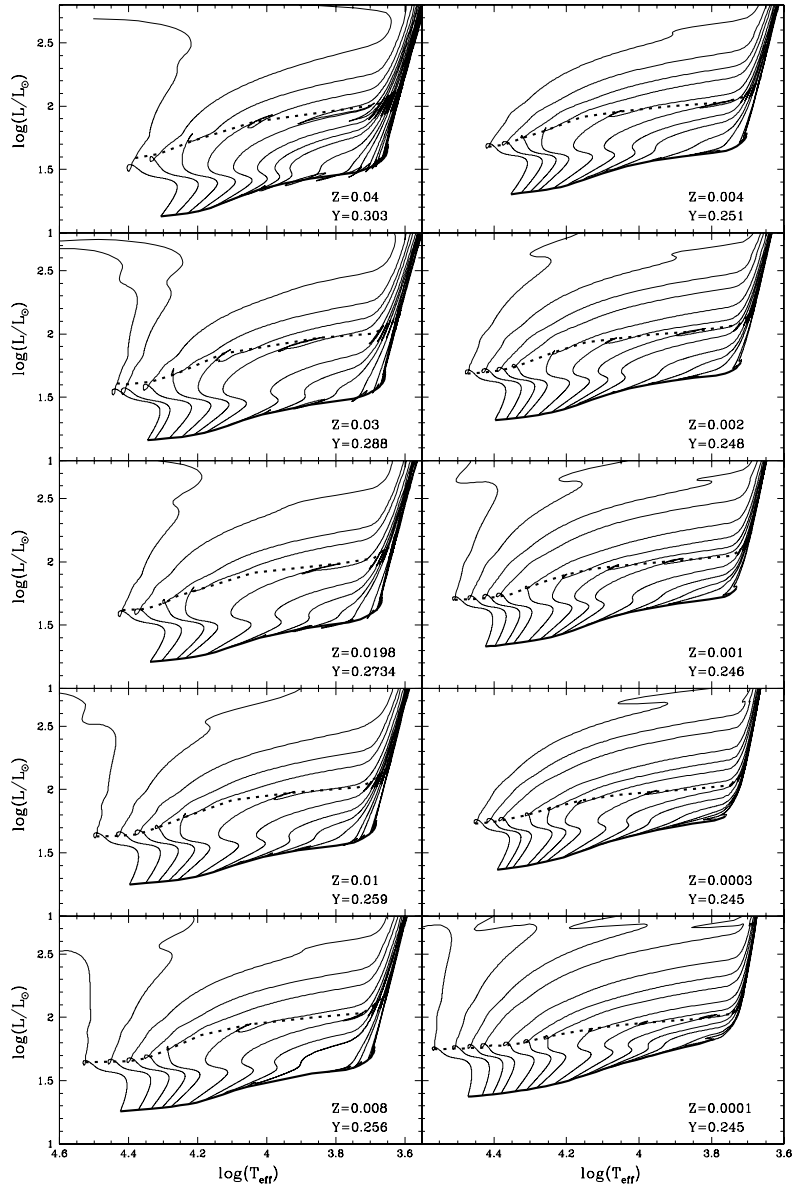 2.5
2
1.5
1
log(L/L⊙)
Z=0.04
Y=0.303
Z=0.004
Y=0.251
2.5
2
1.5
1
log(L/L⊙)
Z=0.03
Y=0.288
Z=0.002
Y=0.248
2.5
2
1.5
1
log(L/L⊙)
Z=0.0198
Y=0.2734
Z=0.001
Y=0.246
2.5
2
1.5
1
log(L/L⊙)
Z=0.01
Y=0.259
Z=0.0003
Y=0.245
2.5
2
1.5
1
log(L/L⊙)
Z=0.008
Y=0.256
Z=0.0001
Y=0.245
4.6 4.4 4.2 4 3.8 3.6
4.4 4.2 4 3.8 3.6
log(Teff)
log(Teff)